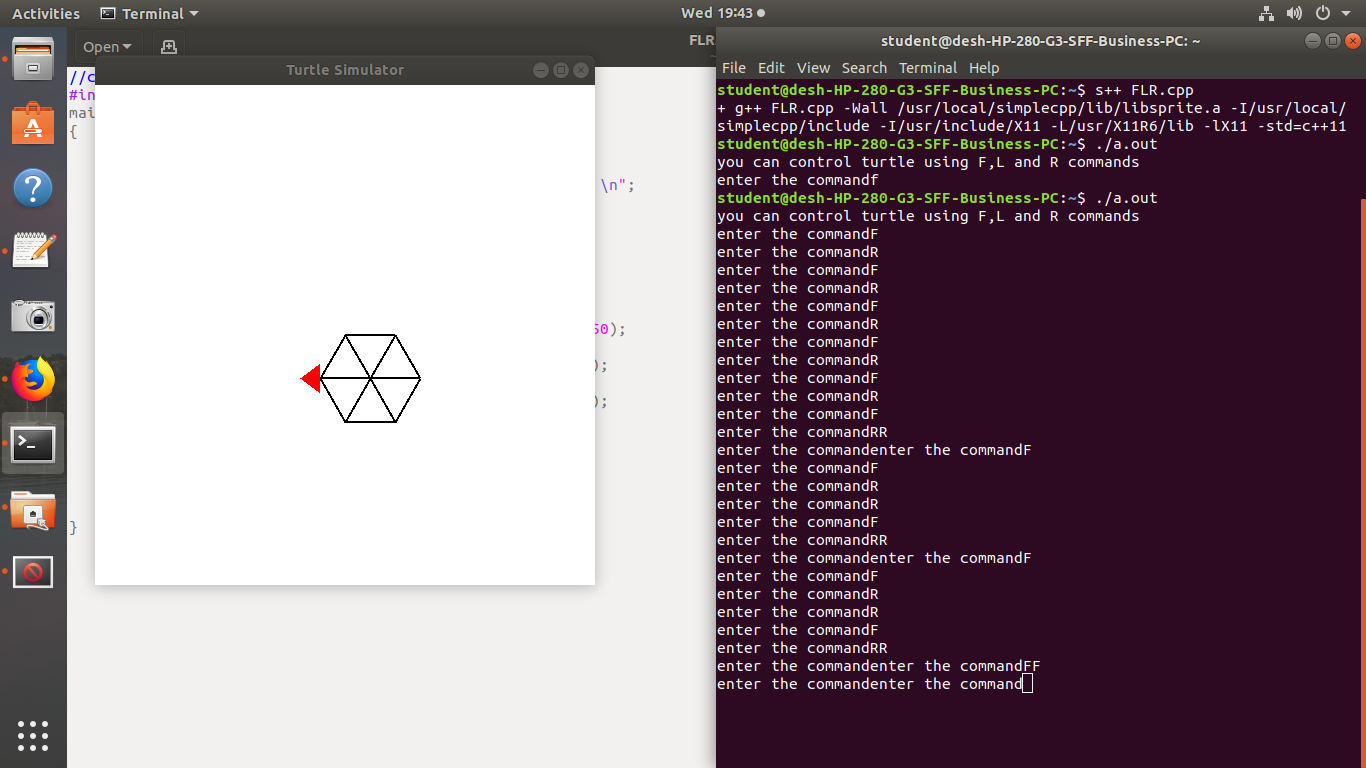 Activities Terminal Wed 19:43
Open FLR
Turtle Simulator
//c
#in
mai
{
\n";
50);
);
);
}
student@desh-HP-280-G3-SFF-Business-PC: ~
File Edit View Search Terminal Help
student@desh-HP-280-G3-SFF-Business-PC:~$ s++ FLR.cpp
+ g++ FLR.cpp -Wall /usr/local/simplecpp/lib/libsprite.a -I/usr/local/
simplecpp/include -I/usr/include/X11 -L/usr/X11R6/lib -lX11 -std=c++11
student@desh-HP-280-G3-SFF-Business-PC:~$ ./a.out
you can control turtle using F,L and R commands
enter the commandf
student@desh-HP-280-G3-SFF-Business-PC:~$ ./a.out
you can control turtle using F,L and R commands
enter the commandF
enter the commandR
enter the commandF
enter the commandR
enter the commandF
enter the commandR
enter the commandF
enter the commandR
enter the commandF
enter the commandR
enter the commandF
enter the commandRR
enter the commandenter the commandF
enter the commandF
enter the commandR
enter the commandR
enter the commandF
enter the commandRR
enter the commandenter the commandF
enter the commandF
enter the commandR
enter the commandR
enter the commandF
enter the commandRR
enter the commandenter the commandFF
enter the commandenter the command